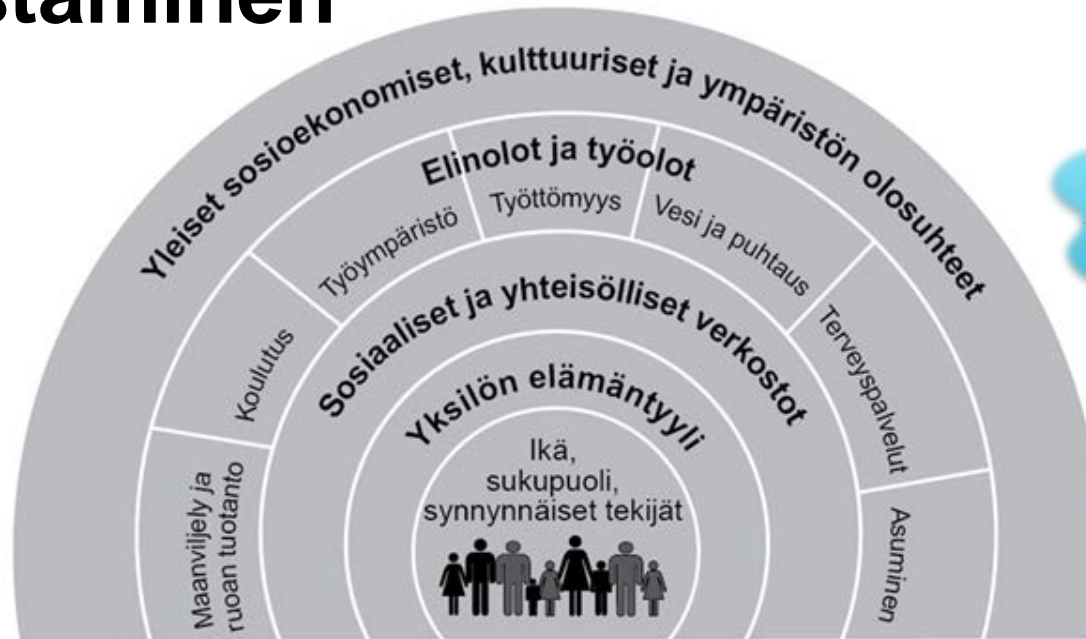 Yleiset sosioekonomiset, kulttuuriset ja ympäristön olosuhteet
Elinolot ja työolot
Maanviljely ja
ruoan tuotanto
Koulutus
Työympäristö
Työttömyys
Vesi ja puhtaus
Terveyspalvelut
Asuminen
Sosiaaliset ja yhteisölliset verkostot
Yksilön elämäntyyli
Ikä,
sukupuoli,
synnynnäiset tekijät